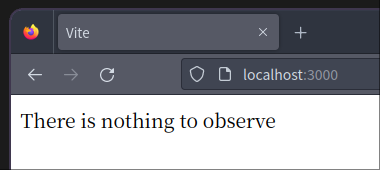 Vite
localhost:3000
There is nothing to observe